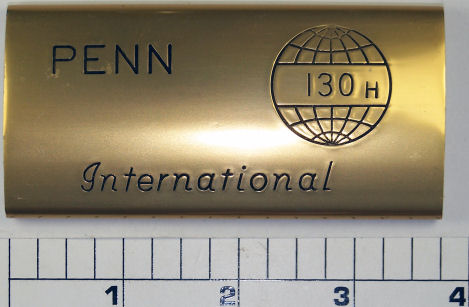 PENN
130 H
International
1 2 3 4